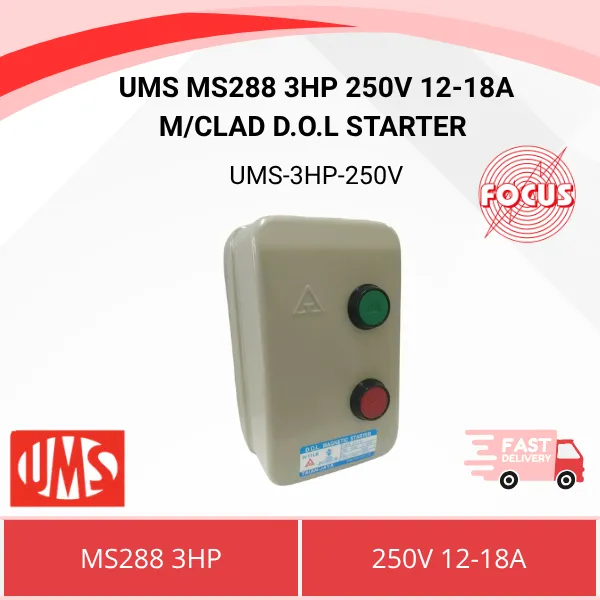 UMS MS288 3HP 250V 12-18A
M/CLAD D.O.L STARTER
UMS-3HP-250V
FOCUS
D.O.L. MAGNETIC STARTER
UMS
FAST
DELIVERY
MS288 3HP
250V 12-18A